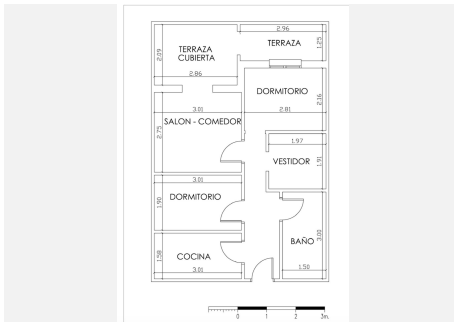 2.96
TERRAZA
1.25
TERRAZA
CUBIERTA
2.09
2.86
DORMITORIO
2.16
3.01
2.81
SALON - COMEDOR
2.75
1.97
VESTIDOR
1.91
3.01
DORMITORIO
1.90
BAÑO
3.00
COCINA
1.58
3.01
1.50
0 1 2 3m.